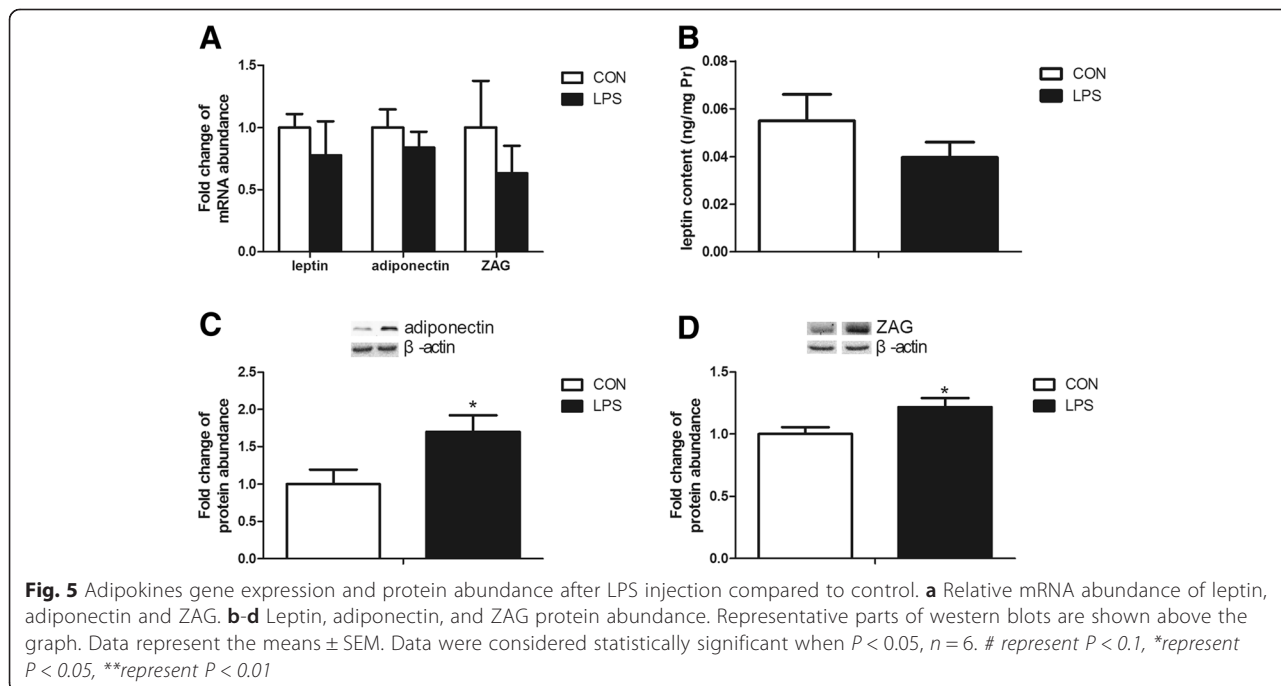 A
Fold change of
mRNA abundance
1.5
1.0
0.5
0.0
leptin adiponectin ZAG
CON
LPS
B
leptin content (ng/mg Pr)
0.08
0.06
0.04
0.02
0.00
CON
LPS
C
adiponectin
β -actin
Fold change of
protein abundance
2.5
2.0
1.5
1.0
0.5
0.0
*
CON
LPS
D
ZAG
β -actin
Fold change of
protein abundance
1.5
1.0
0.5
0.0
*
CON
LPS
Fig. 5 Adipokines gene expression and protein abundance after LPS injection compared to control. a Relative mRNA abundance of leptin,
adiponectin and ZAG. b-d Leptin, adiponectin, and ZAG protein abundance. Representative parts of western blots are shown above the
graph. Data represent the means ± SEM. Data were considered statistically significant when P < 0.05, n = 6. # represent P < 0.1, *represent
P < 0.05, **represent P < 0.01